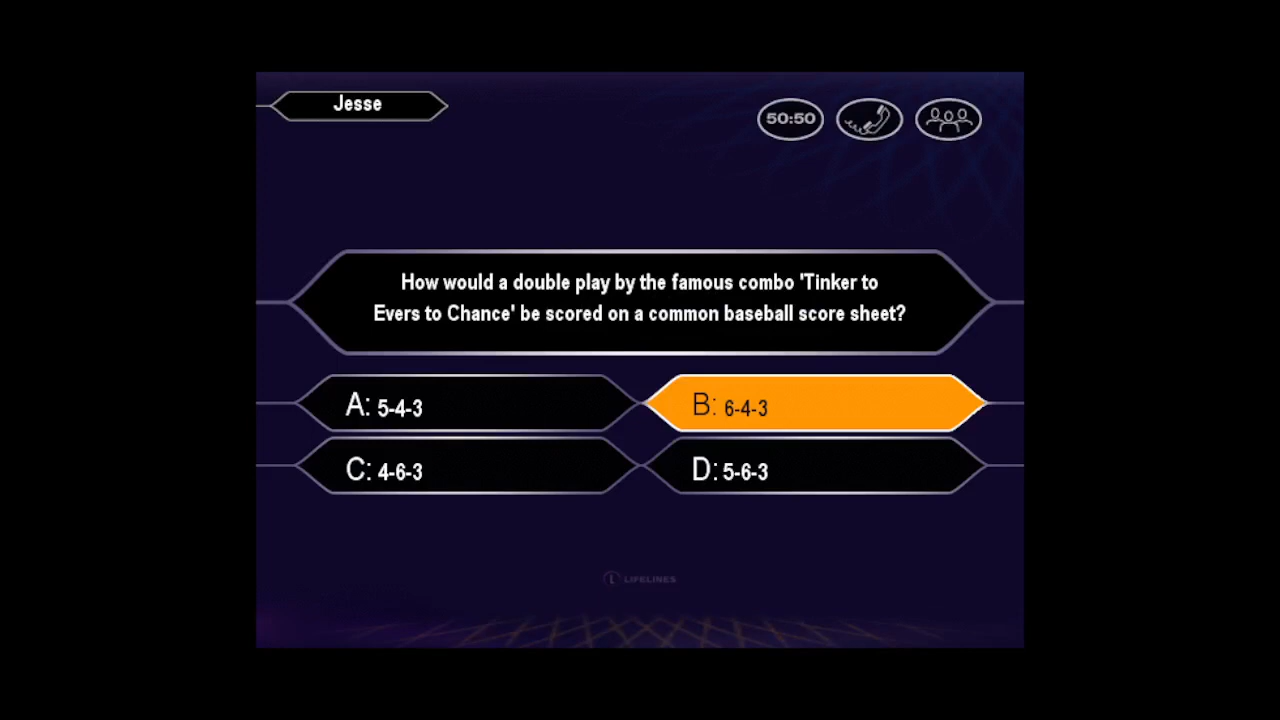 Jesse
50:50
How would a double play by the famous combo 'Tinker to
Evers to Chance' be scored on a common baseball score sheet?
A: 5-4-3
B: 6-4-3
C: 4-6-3
D: 5-6-3
L LIFELINES